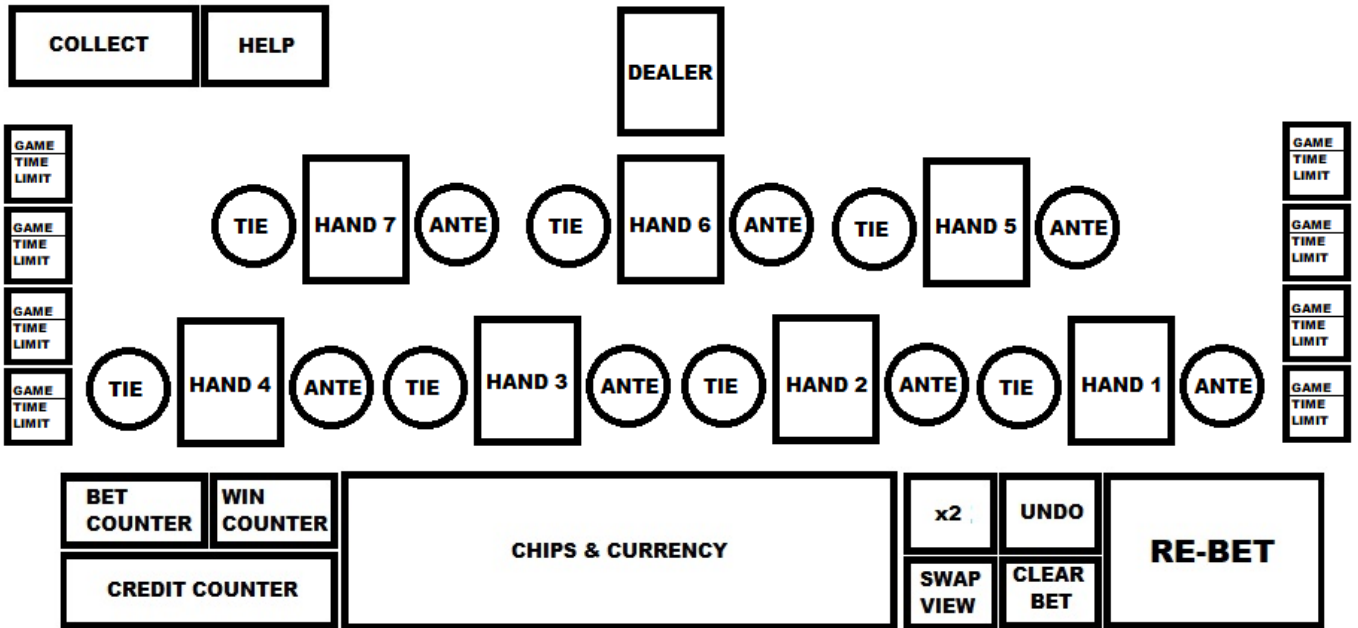 COLLECT
HELP
DEALER
GAME
TIME
LIMIT
GAME
TIME
LIMIT
TIE
HAND 7
ANTE
TIE
HAND 6
ANTE
TIE
HAND 5
ANTE
GAME
TIME
LIMIT
GAME
TIME
LIMIT
GAME
TIME
LIMIT
GAME
TIME
LIMIT
TIE
HAND 4
ANTE
TIE
HAND 3
ANTE
TIE
HAND 2
ANTE
TIE
HAND 1
ANTE
GAME
TIME
LIMIT
GAME
TIME
LIMIT
BET
COUNTER
WIN
COUNTER
CREDIT COUNTER
CHIPS & CURRENCY
x2
UNDO
SWAP
VIEW
CLEAR
BET
RE-BET